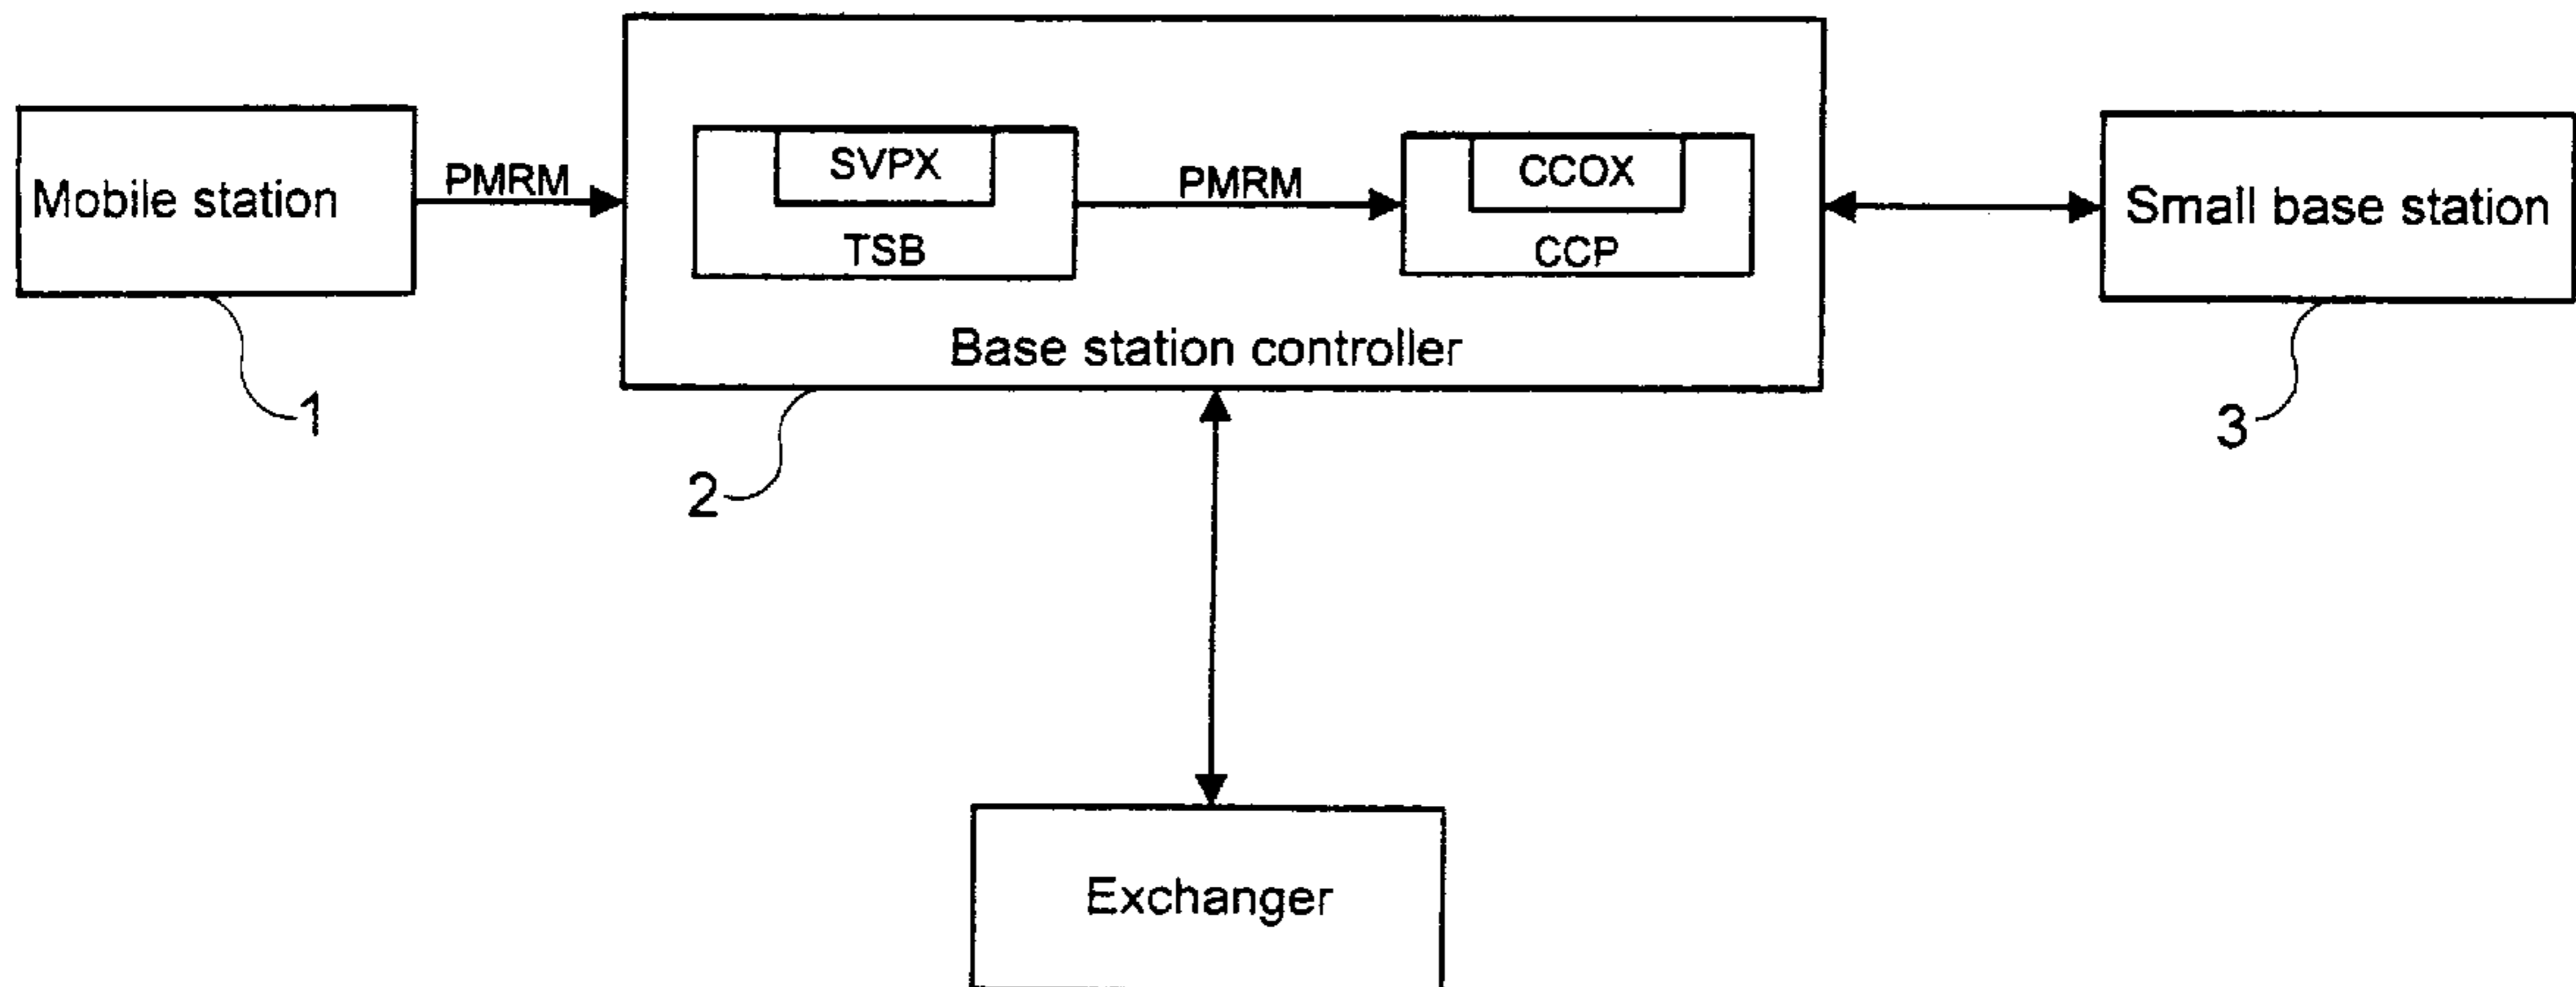 Mobile station
PMRM
SVPX
TSB
PMRM
CCOX
CCP
Base station controller
Small base station
1
2
3
Exchanger